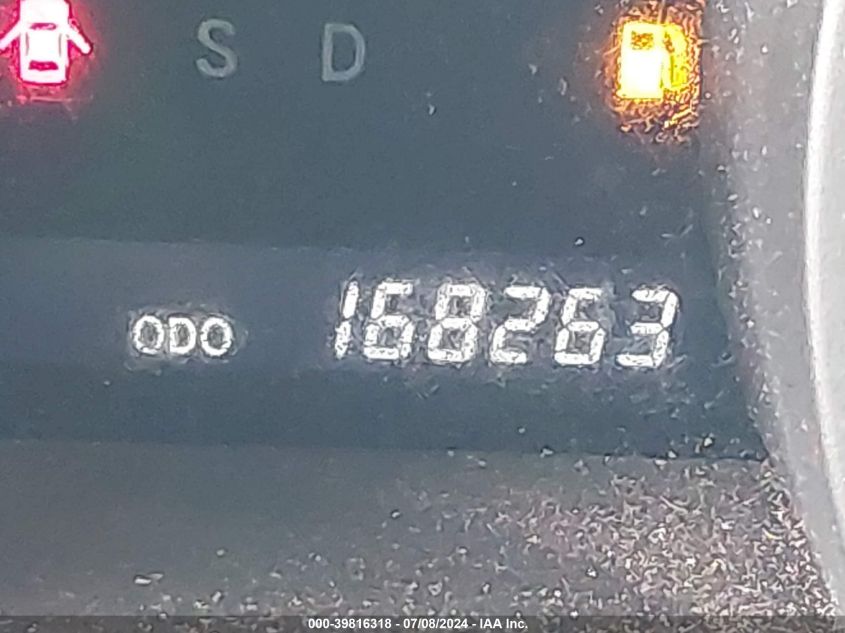 S D
ODO 168263
000-39816318 - 07/08/2024 - IAA Inc.